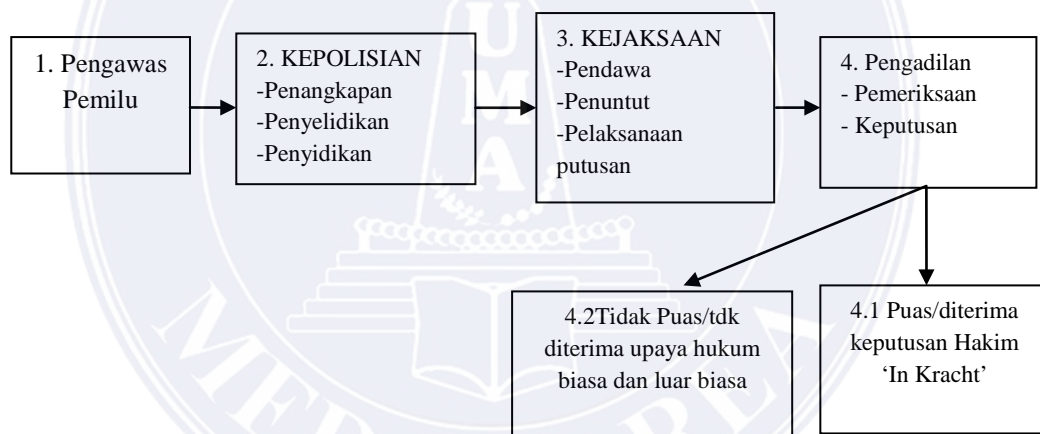 1. Pengawas
Pemilu
2. KEPOLISIAN
-Penangkapan
-Penyelidikan
-Penyidikan
3. KEJAKSAAN
-Pendawa
-Penuntut
-Pelaksanaan
putusan
4. Pengadilan
- Pemeriksaan
- Keputusan
4.2Tidak Puas/tdk
diterima upaya hukum
biasa dan luar biasa
4.1 Puas/diterima
keputusan Hakim
‘In Kracht’
UMA